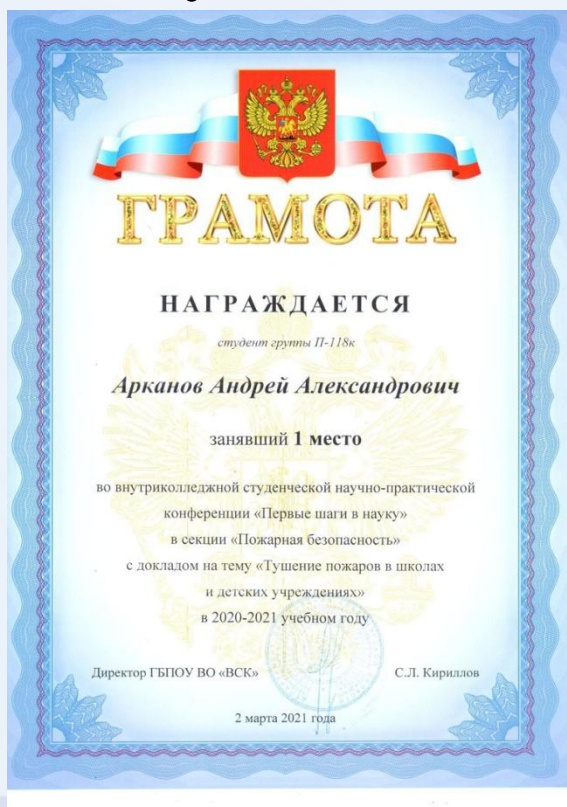 ГРАМОТА
НАГРАЖДАЕТСЯ
студент группы П-118к
Арканов Андрей Александрович
занявший 1 место
во внутриколледжной студенческой научно-практической
конференции «Первые шаги в науку»
в секции «Пожарная безопасность»
с докладом на тему «Тушение пожаров в школах
и детских учреждениях»
в 2020-2021 учебном году
Директор ГБПОУ ВО «ВСК» С.Л. Кириллов
2 марта 2021 года